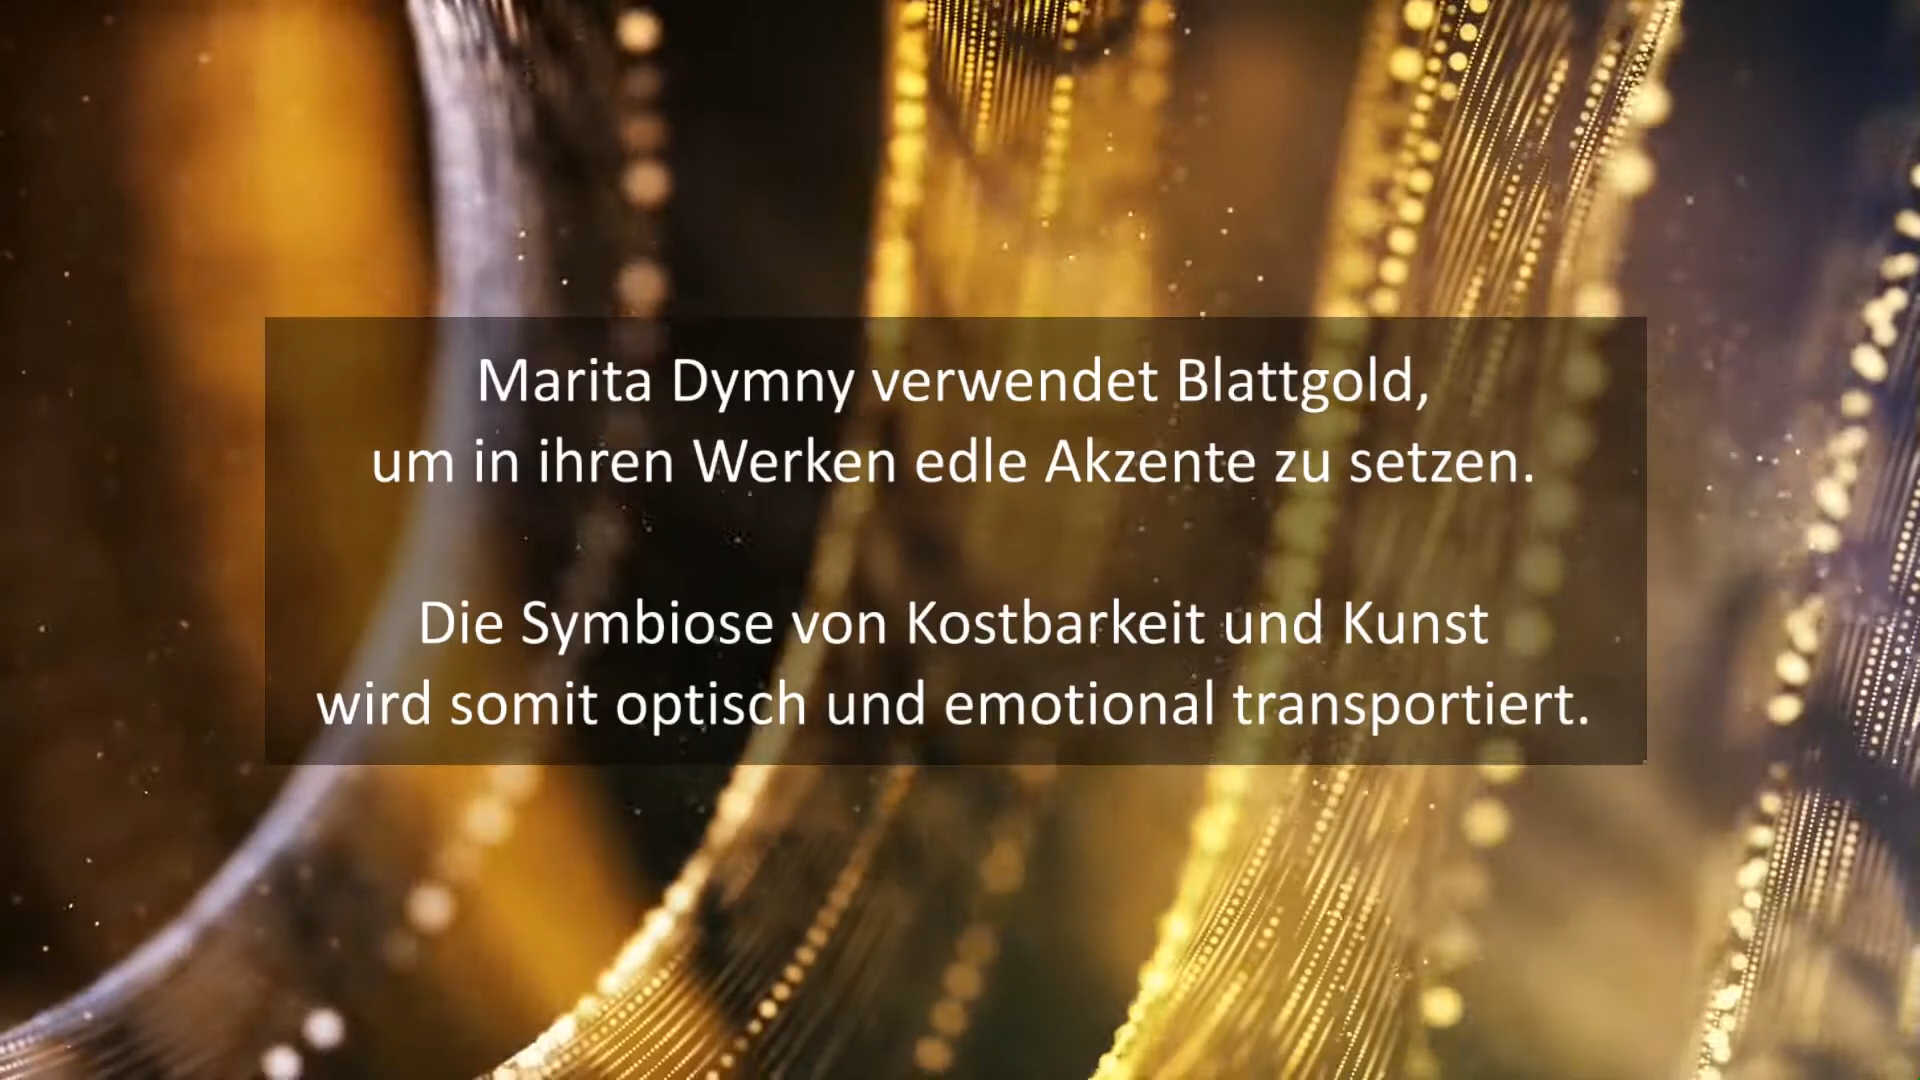 Marita Dymny verwendet Blattgold,
um in ihren Werken edle Akzente zu setzen.
Die Symbiose von Kostbarkeit und Kunst
wird somit optisch und emotional transportiert.